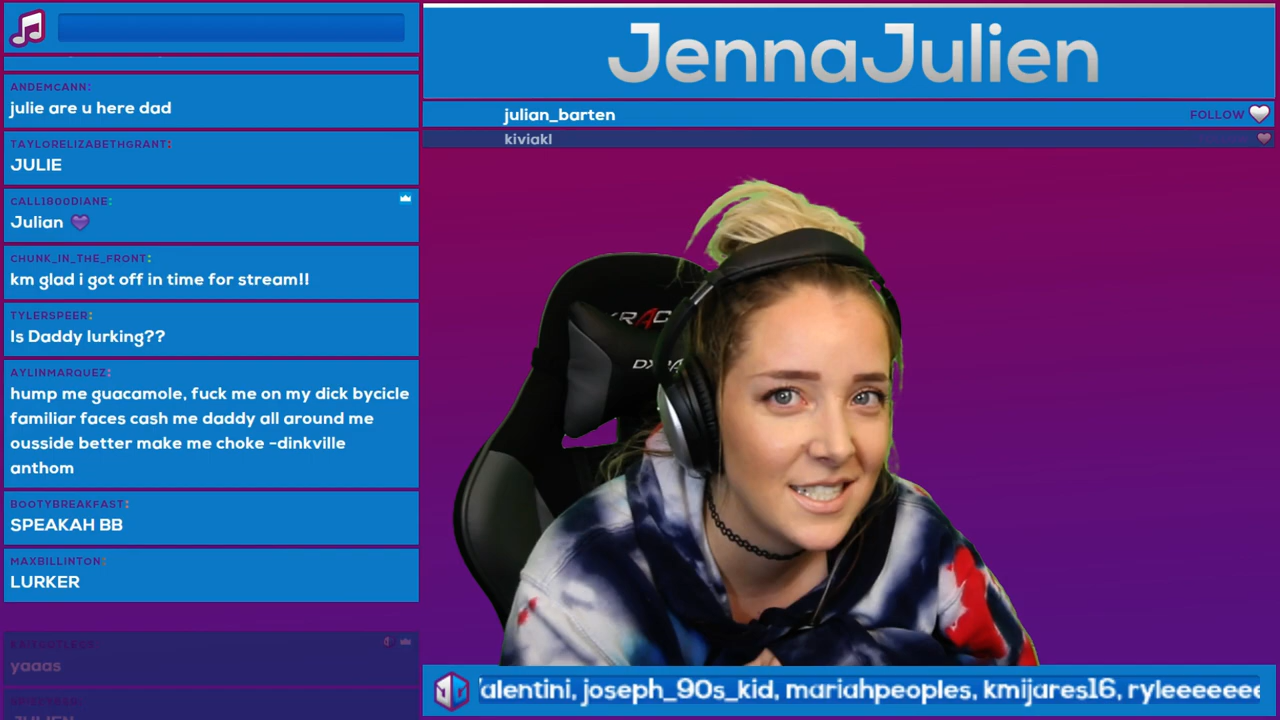 ANDEMCANN:
julie are u here dad
TAYLORELIZABETHGRANT:
JULIE
CALL1800DIANE:
Julian
CHUNK_IN_THE_FRONT:
km glad i got off in time for stream!!
TYLERSPEER:
Is Daddy lurking??
AYLINMARQUEZ:
hump me guacamole, fuck me on my dick bycicle
familiar faces cash me daddy all around me
ousside better make me choke -dinkville
anthom
BOOTYBREAKFAST:
SPEAKAH BB
MAXBILLINTON:
LURKER
yaaas
JULIEN
JennaJulien
julian_barten
FOLLOW
kiviakl
alentini, joseph_90s_kid, mariahpeoples, kmijares16, ryleeeeeee